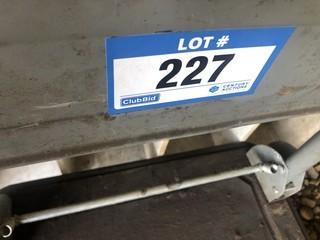 LOT #
227
ClubBid
CENTURY
AUCTIONS